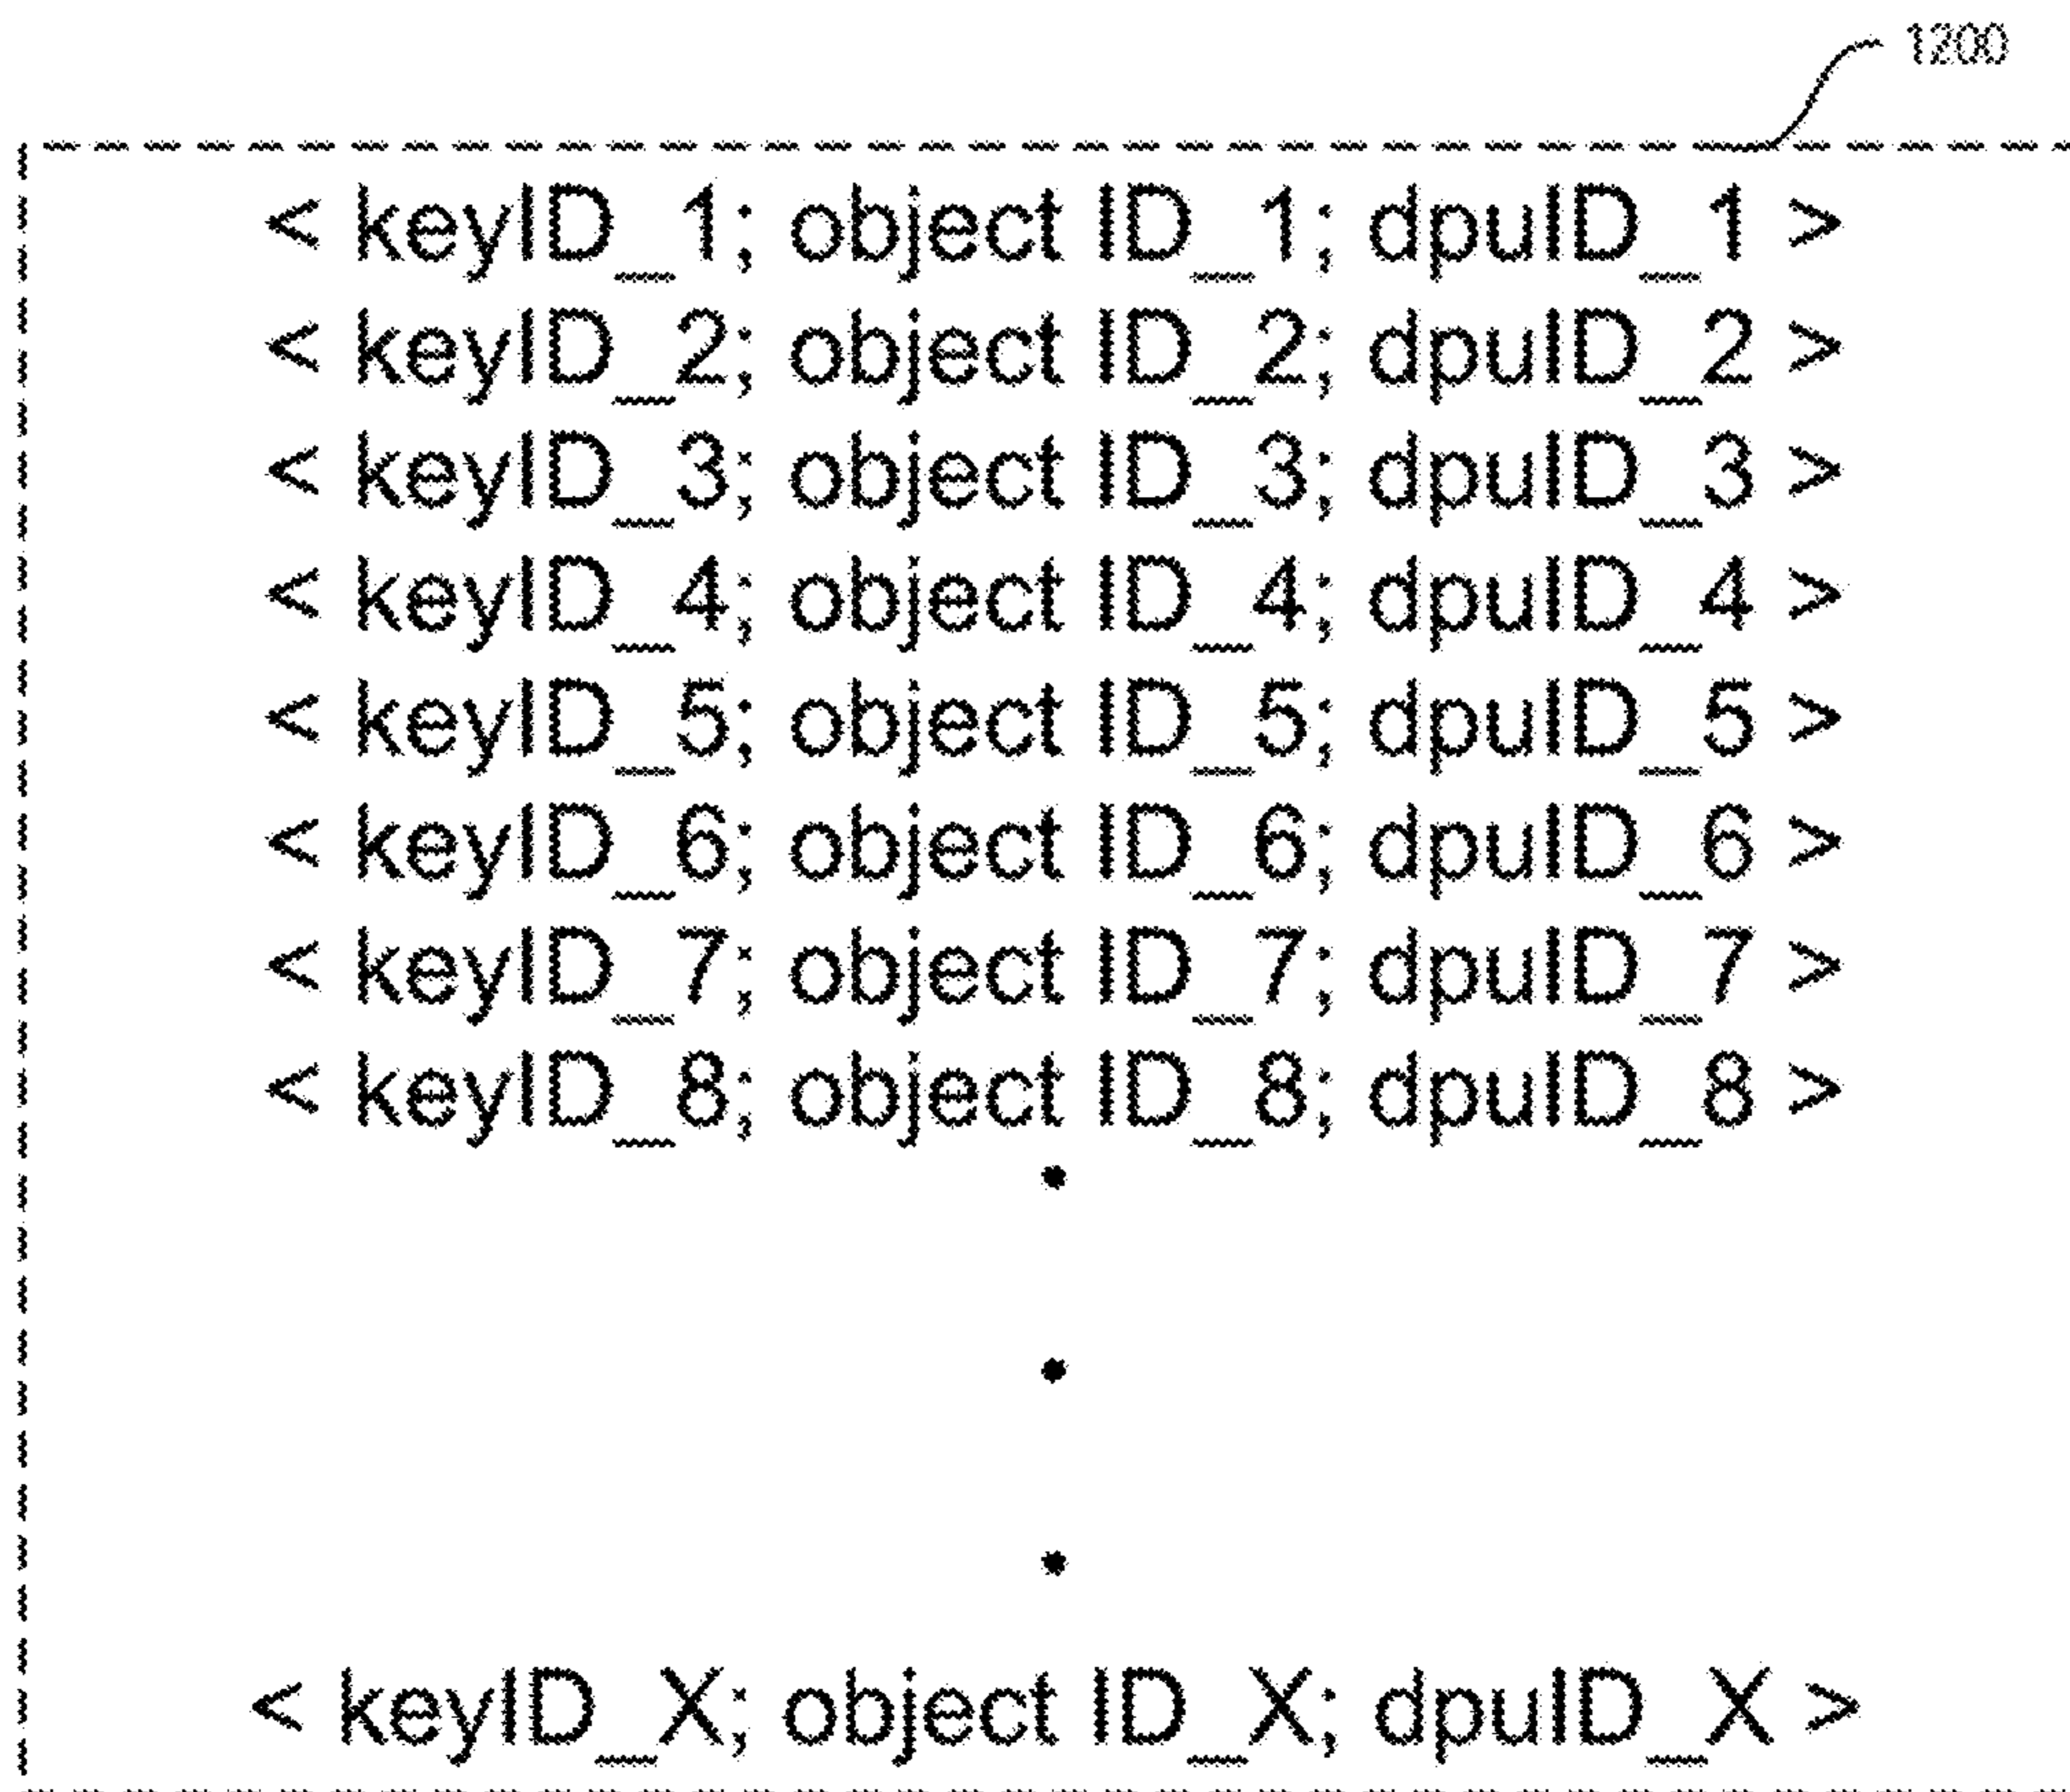 1200
< keyID_1; object ID_1; dpuID_1 >
< keyID_2; object ID_2; dpuID_2 >
< keyID_3; object ID_3; dpuID_3 >
< keyID_4; object ID_4; dpuID_4 >
< keyID_5; object ID_5; dpuID_5 >
< keyID_6; object ID_6; dpuID_6 >
< keyID_7; object ID_7; dpuID_7 >
< keyID_8; object ID_8; dpuID_8 >
•
•
•
< keyID_X; object ID_X; dpuID_X >